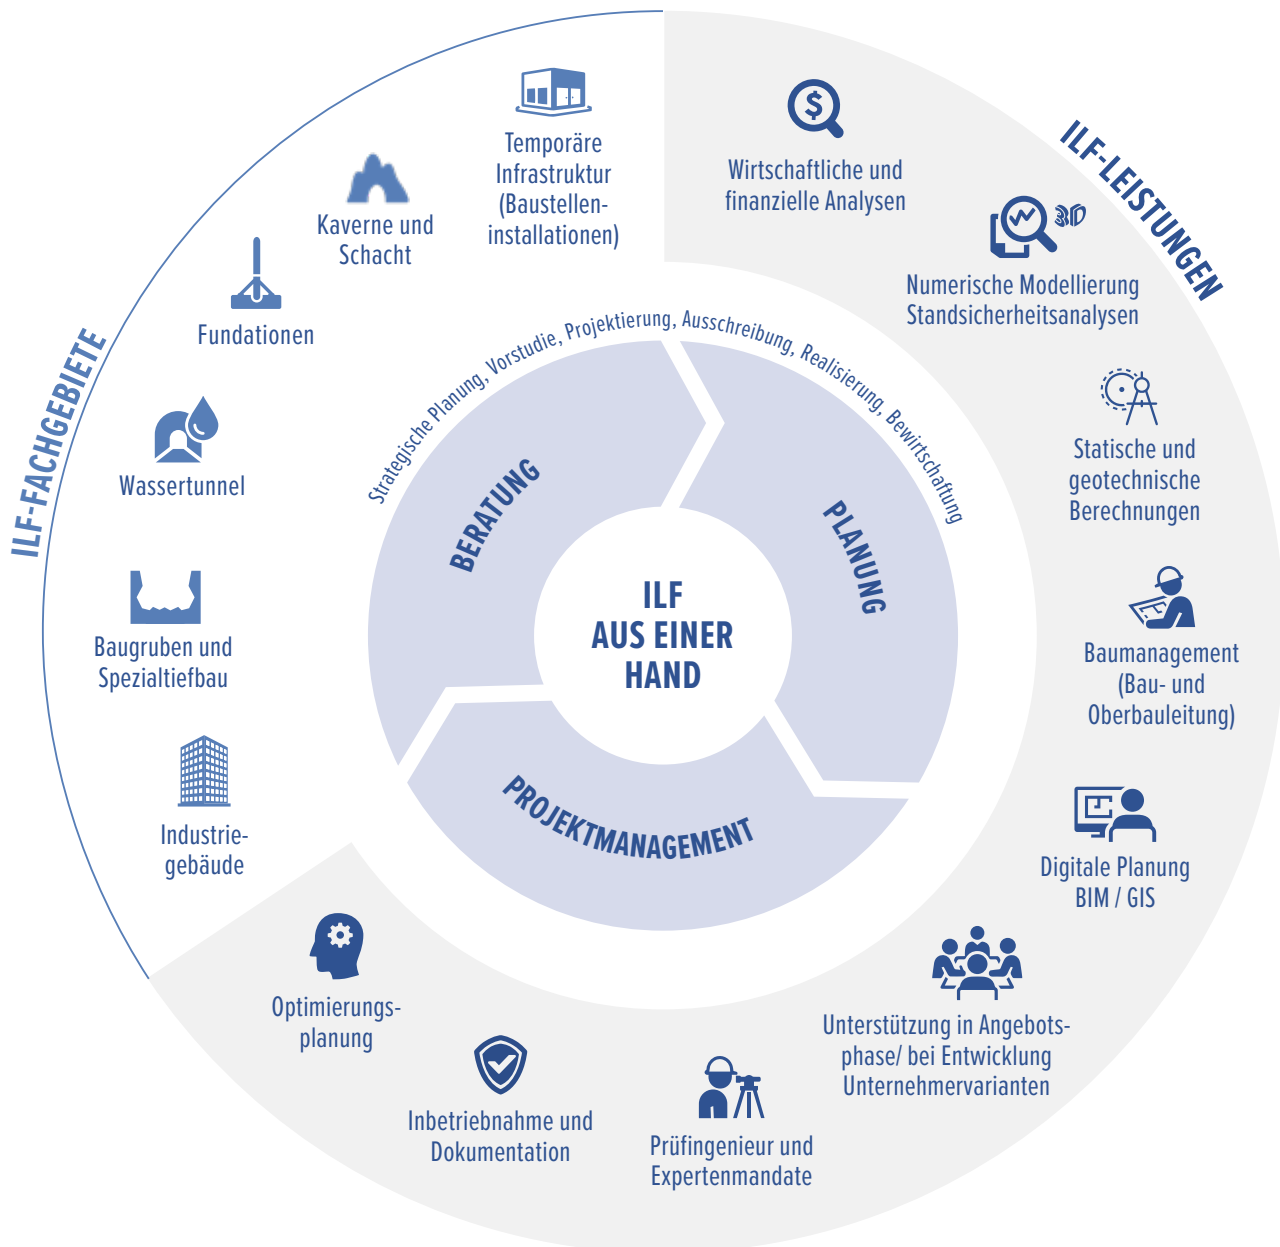 ILF-FACHGEBIETE
Temporäre
Infrastruktur
(Baustellen-
installationen)
Kaverne und
Schacht
Fundationen
Wassertunnel
Baugruben und
Spezialtiefbau
Industrie-
gebäude
ILF-LEISTUNGEN
$
Wirtschaftliche und
finanzielle Analysen
3D
Numerische Modellierung
Standsicherheitsanalysen
Statische und
geotechnische
Berechnungen
Baumanagement
(Bau- und
Oberbauleitung)
Digitale Planung
BIM / GIS
Unterstützung in Angebots-
phase/ bei Entwicklung
Unternehmervarianten
Prüfingenieur und
Expertenmandate
Inbetriebnahme und
Dokumentation
Optimierungs-
planung
Strategische Planung, Vorstudie, Projektierung, Ausschreibung, Realisierung, Bewirtschaftung
BERATUNG
PLANUNG
PROJEKTMANAGEMENT
ILF
AUS EINER
HAND